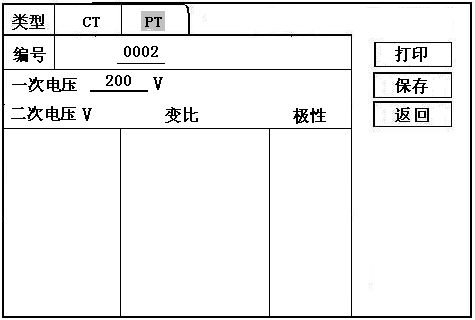 类型 CT PT
编号 0002 打印
一次电压 200 V 保存
二次电压 V 变比 极性 返回